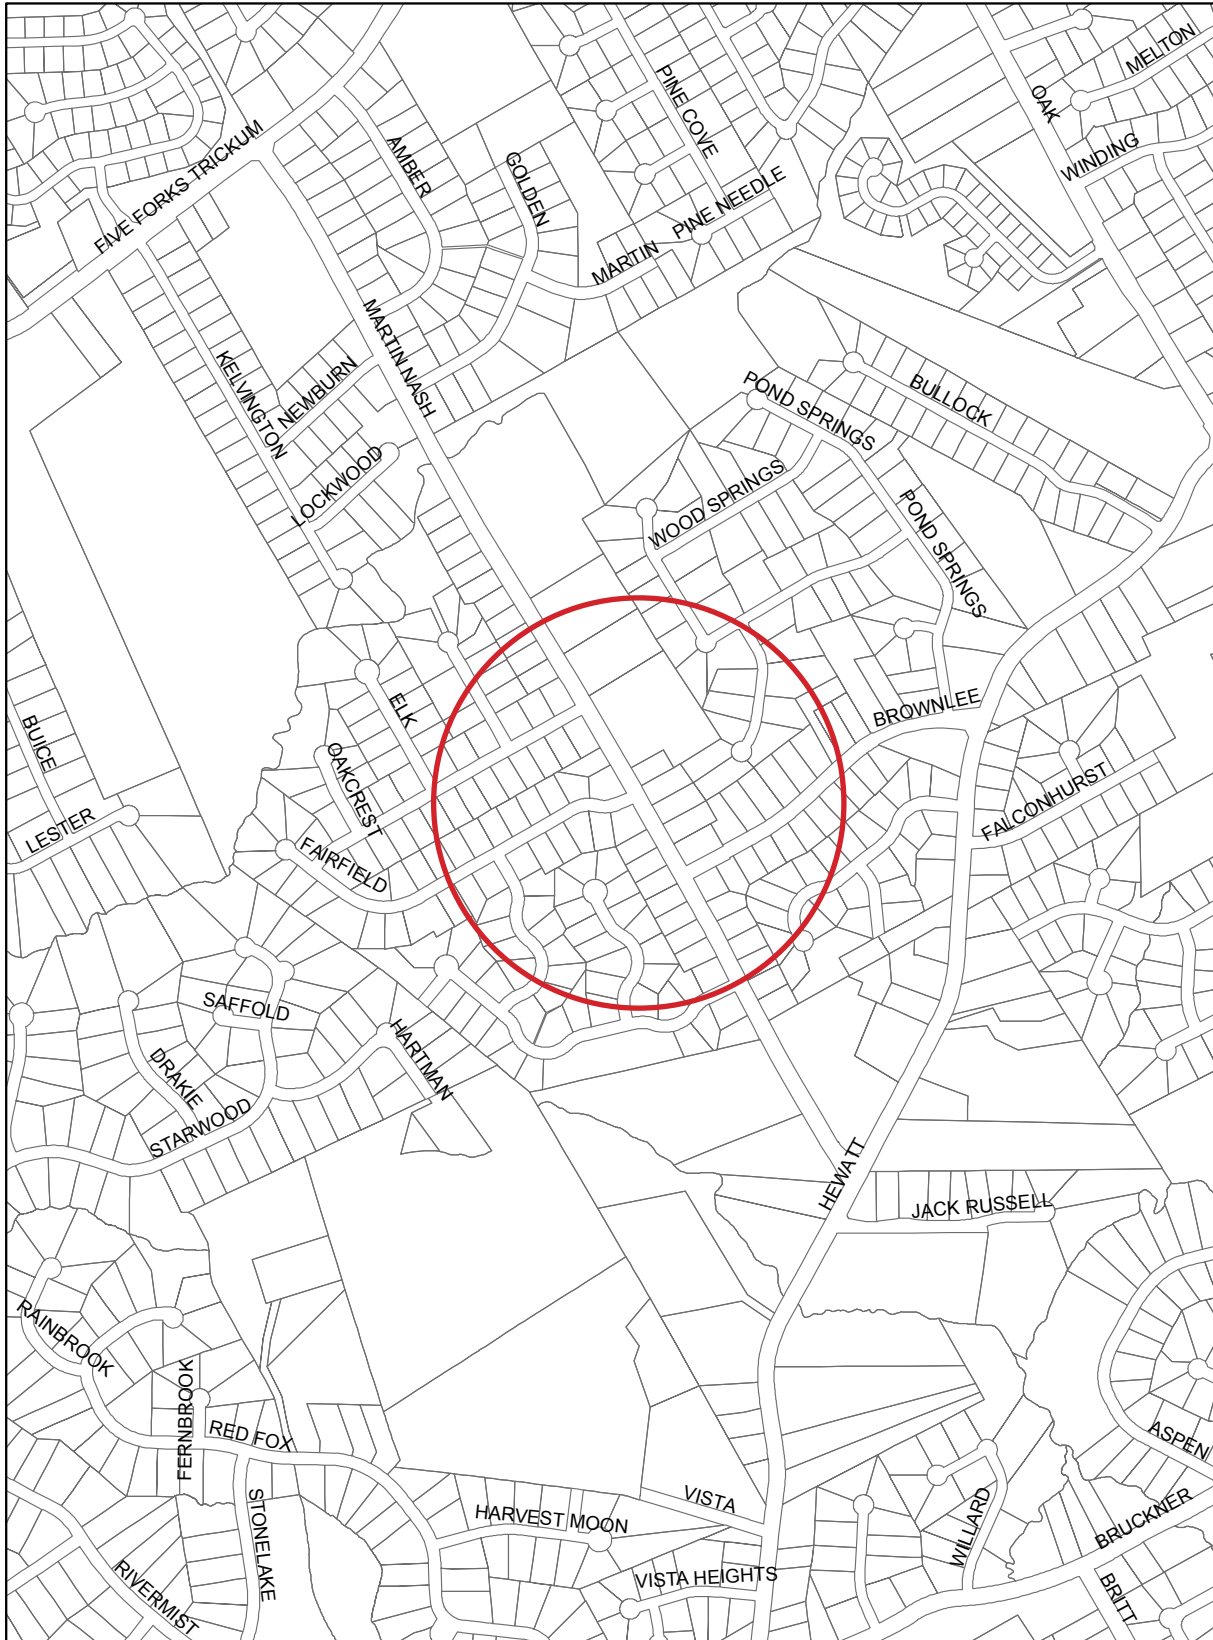 MELTON
OAK
PINE COVE
FIVE FORKS TRICKUM
AMBER
GOLDEN
WINDING
PINE NEEDLE
MARTIN
MARTIN NASH
KELVINGTON
NEWBURN
POND SPRINGS
BULLOCK
LOCKWOOD
WOOD SPRINGS
POND SPRINGS
ELK
BROWNLEE
BUICE
OAKCREST
FALCONHURST
LESTER
FAIRFIELD
SAFFOLD
HARTMAN
DRAKIE
STARWOOD
HEWATT
JACK RUSSELL
RAINBROOK
FERNBROOK
RED FOX
ASPEN
STONELAKE
VISTA
HARVEST MOON
WILLARD
BRUCKNER
VISTA HEIGHTS
RIVERMIST
BRITT